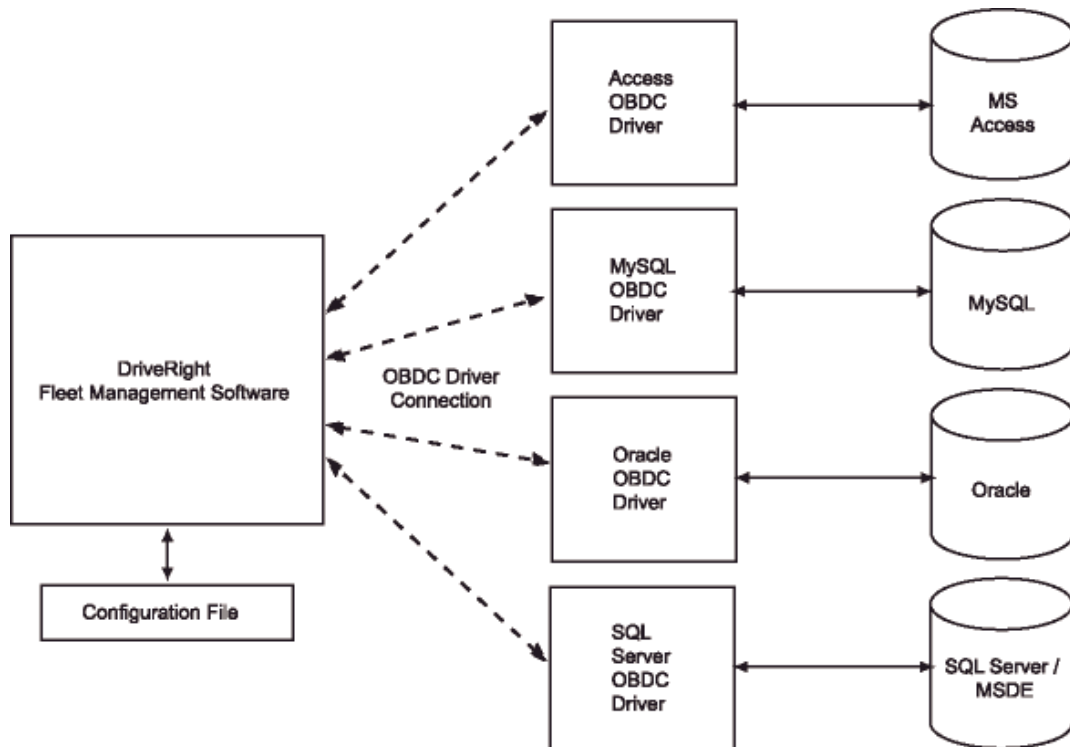 Access
OBDC
Driver
MS
Access
MySQL
OBDC
Driver
MySQL
DriveRight
Fleet Management Software
OBDC Driver
Connection
Oracle
OBDC
Driver
Oracle
Configuration File
SQL
Server
OBDC
Driver
SQL Server /
MSDE